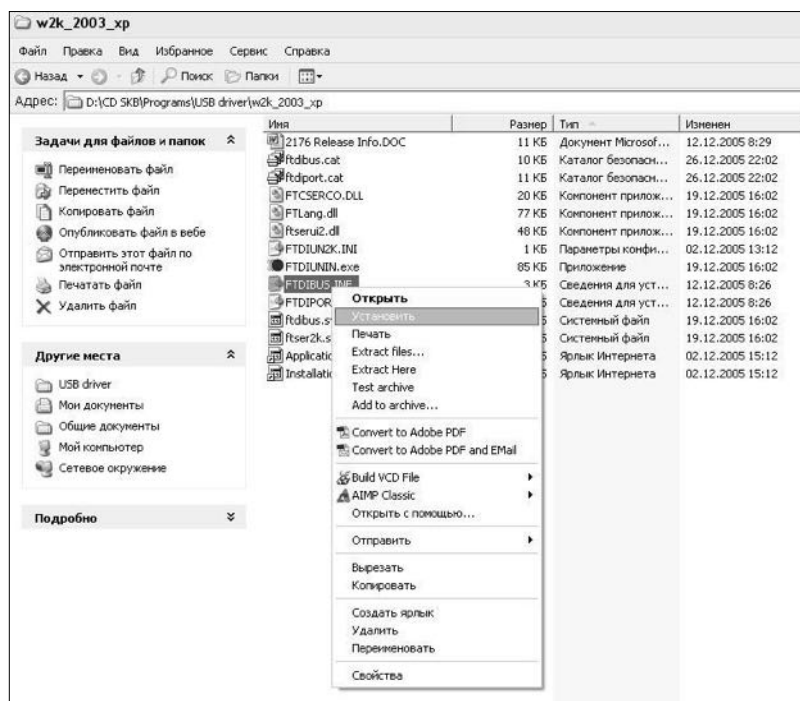 w2k_2003_xp
Файл Правка Вид Избранное Сервис Справка
Назад Поиск Папки
Адрес: D:\CD SKB\Programs\USB driver\w2k_2003_xp
Задачи для файлов и папок
Переименовать файл
Переместить файл
Копировать файл
Опубликовать файл в вебе
Отправить этот файл по
электронной почте
Печатать файл
Удалить файл
Другие места
USB driver
Мои документы
Общие документы
Мой компьютер
Сетевое окружение
Подробно
Имя Размер Тип Изменен
2176 Release Info.DOC 11 КБ Документ Microsof... 12.12.2005 8:29
ftdibus.cat 10 КБ Каталог безопасн... 26.12.2005 22:02
ftdiport.cat 11 КБ Каталог безопасн... 26.12.2005 22:02
FTCSERCO.DLL 20 КБ Компонент прилож... 19.12.2005 16:02
FTLang.dll 77 КБ Компонент прилож... 19.12.2005 16:02
ftserui2.dll 48 КБ Компонент прилож... 19.12.2005 16:02
FTDIUN2K.INI 1 КБ Параметры конфи... 02.12.2005 13:12
FTDIUNIN.exe 85 КБ Приложение 19.12.2005 16:02
FTDIBUS.INF 3 КБ Сведения для уст... 12.12.2005 8:26
FTDIPOR Б Сведения для уст... 12.12.2005 8:26
ftdibus.s Б Системный файл 19.12.2005 16:02
ftser2k.s Б Системный файл 19.12.2005 16:02
Applicatio Б Ярлык Интернета 02.12.2005 15:12
Installatio Б Ярлык Интернета 02.12.2005 15:12
Открыть
Установить
Печать
Extract files...
Extract Here
Test archive
Add to archive...
Convert to Adobe PDF
Convert to Adobe PDF and EMail
Build VCD File
AIMP Classic
Открыть с помощью...
Отправить
Вырезать
Копировать
Создать ярлык
Удалить
Переименовать
Свойства